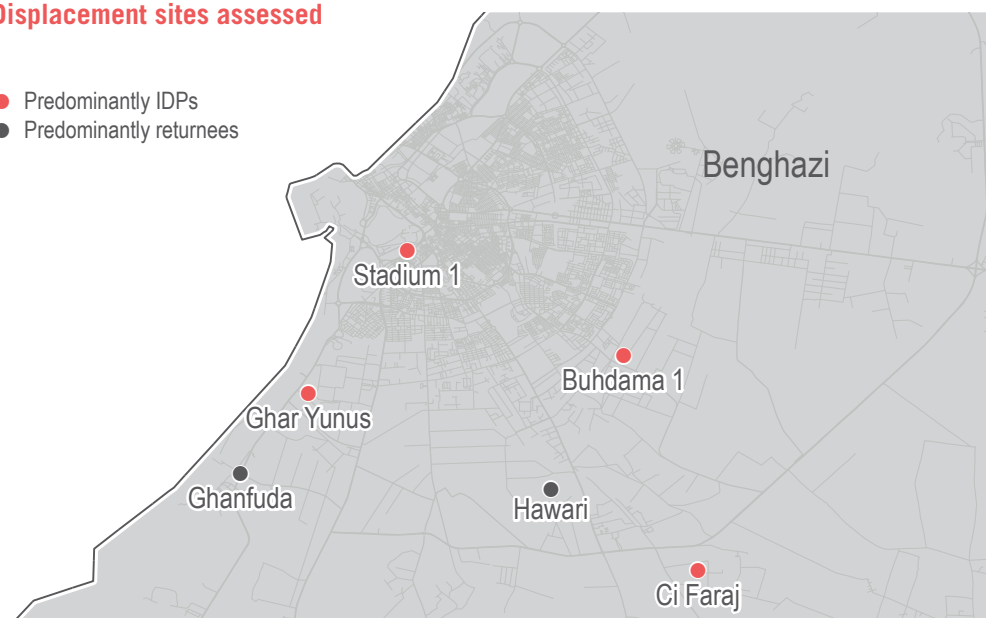 Displacement sites assessed
Predominantly IDPs
Predominantly returnees
Benghazi
Stadium 1
Buhdama 1
Ghar Yunus
Ghanfuda
Hawari
Ci Faraj